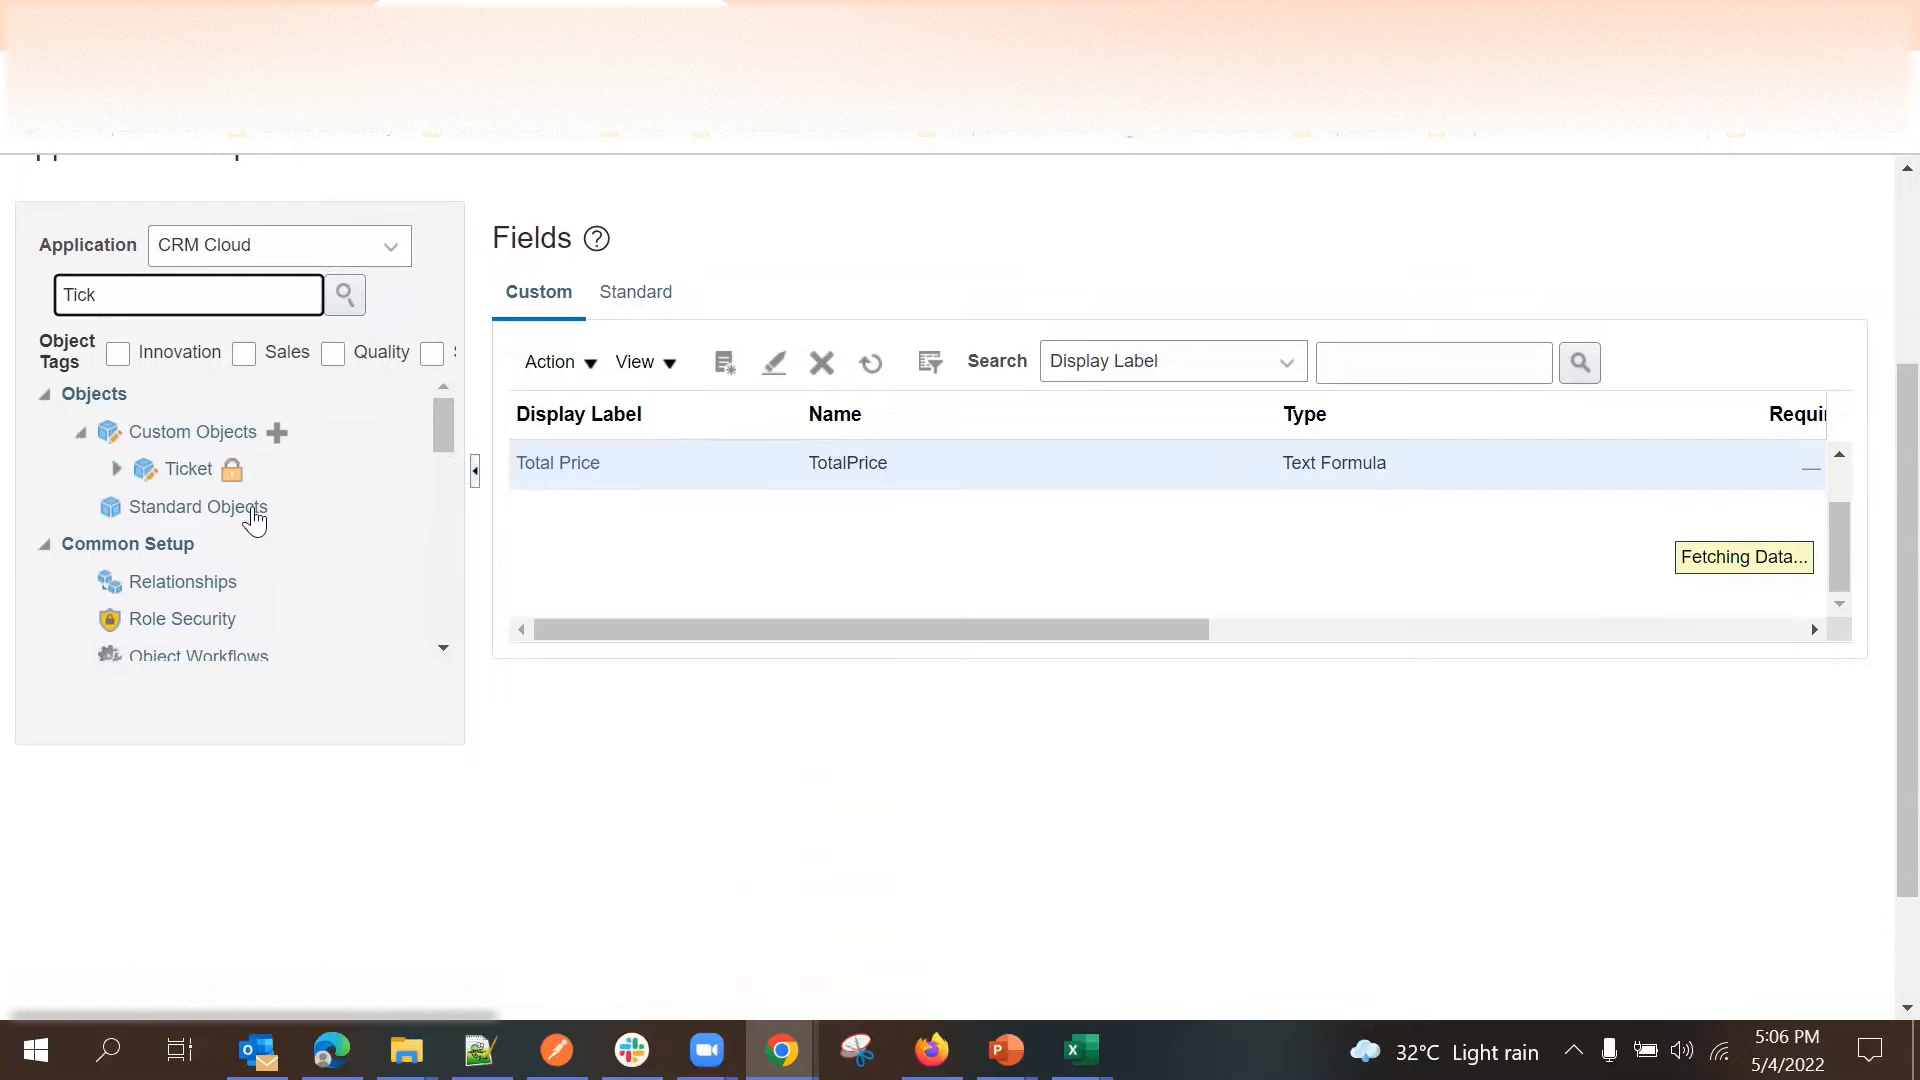 Application CRM Cloud
Tick
Object Tags Innovation Sales Quality
Objects
Custom Objects
Ticket
Standard Objects
Common Setup
Relationships
Role Security
Object Workflows
Fields ?
Custom Standard
Action View Search Display Label
Display Label Name Type Requi
Total Price TotalPrice Text Formula
Fetching Data...
32°C Light rain
5:06 PM
5/4/2022